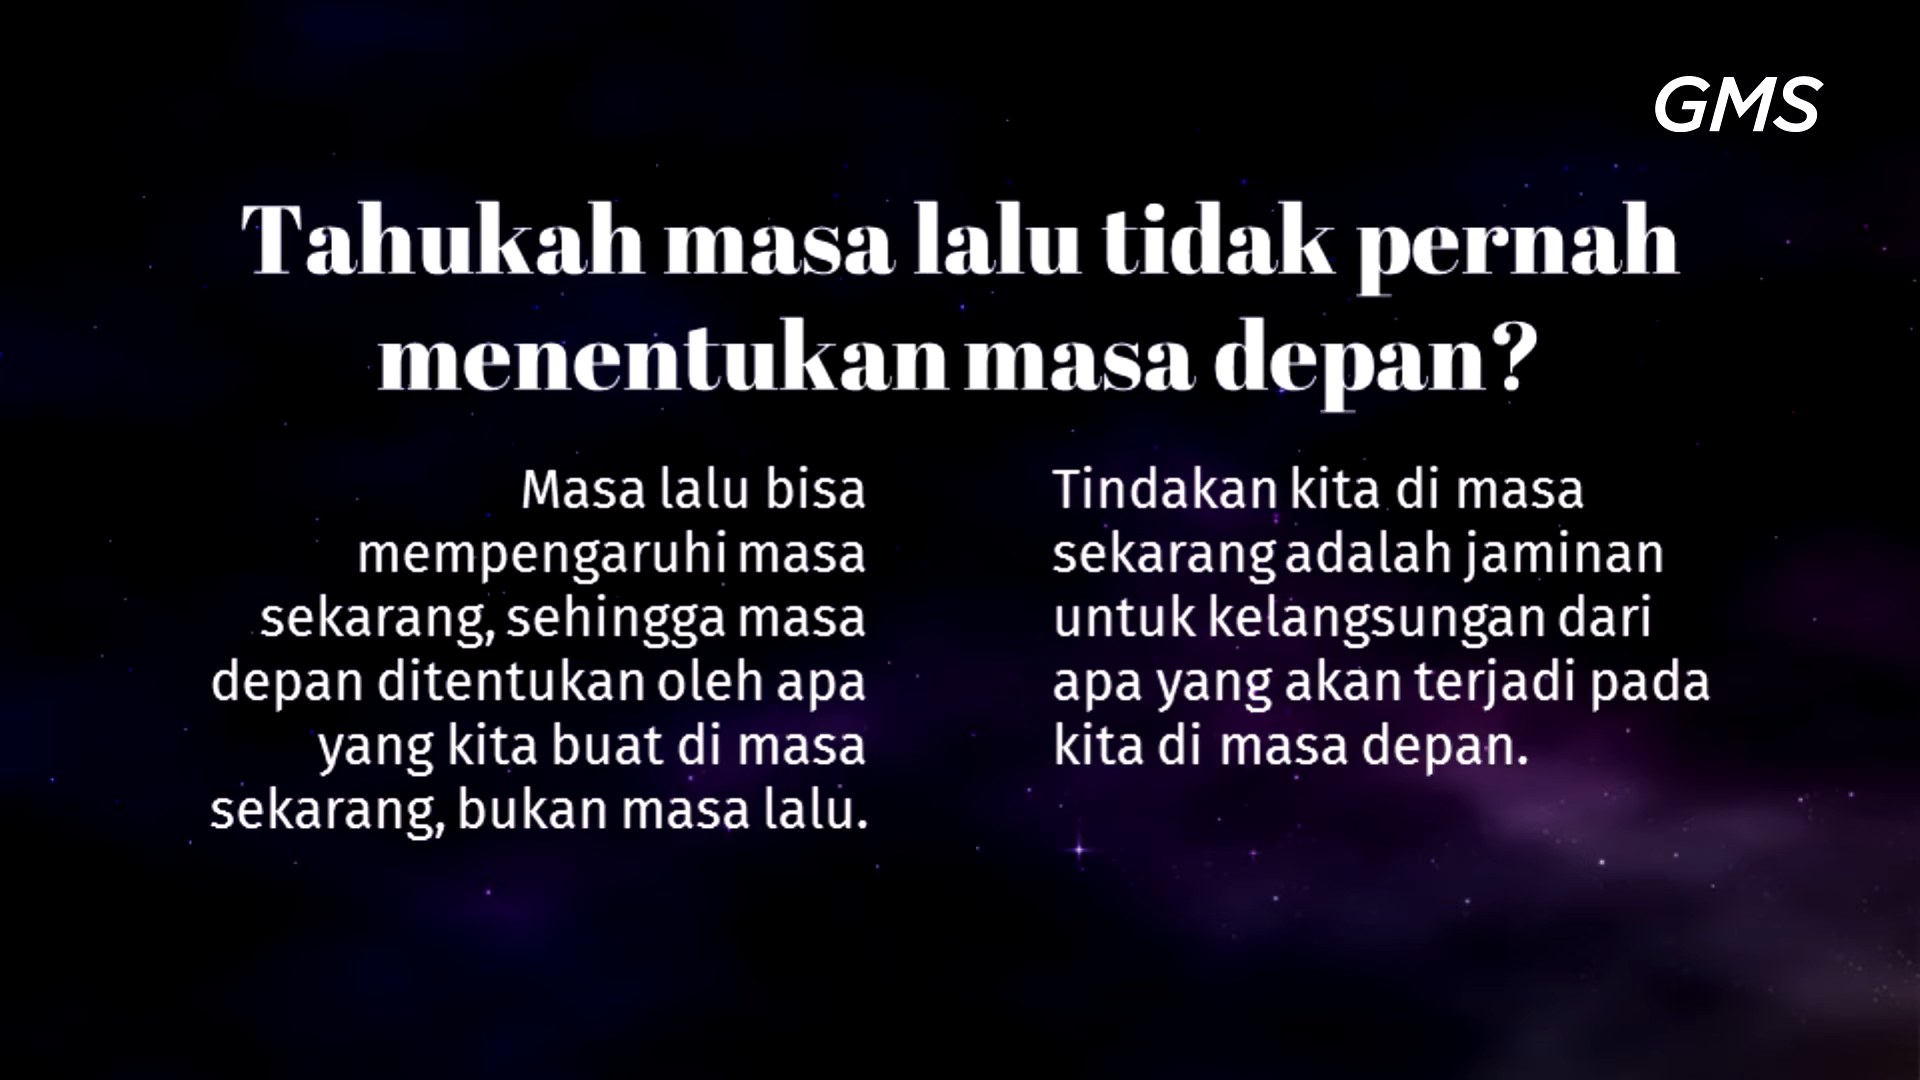 GMS
Tahukah masa lalu tidak pernah
menentukan masa depan?
Masa lalu bisa
mempengaruhi masa
sekarang, sehingga masa
depan ditentukan oleh apa
yang kita buat di masa
sekarang, bukan masa lalu.
Tindakan kita di masa
sekarang adalah jaminan
untuk kelangsungan dari
apa yang akan terjadi pada
kita di masa depan.